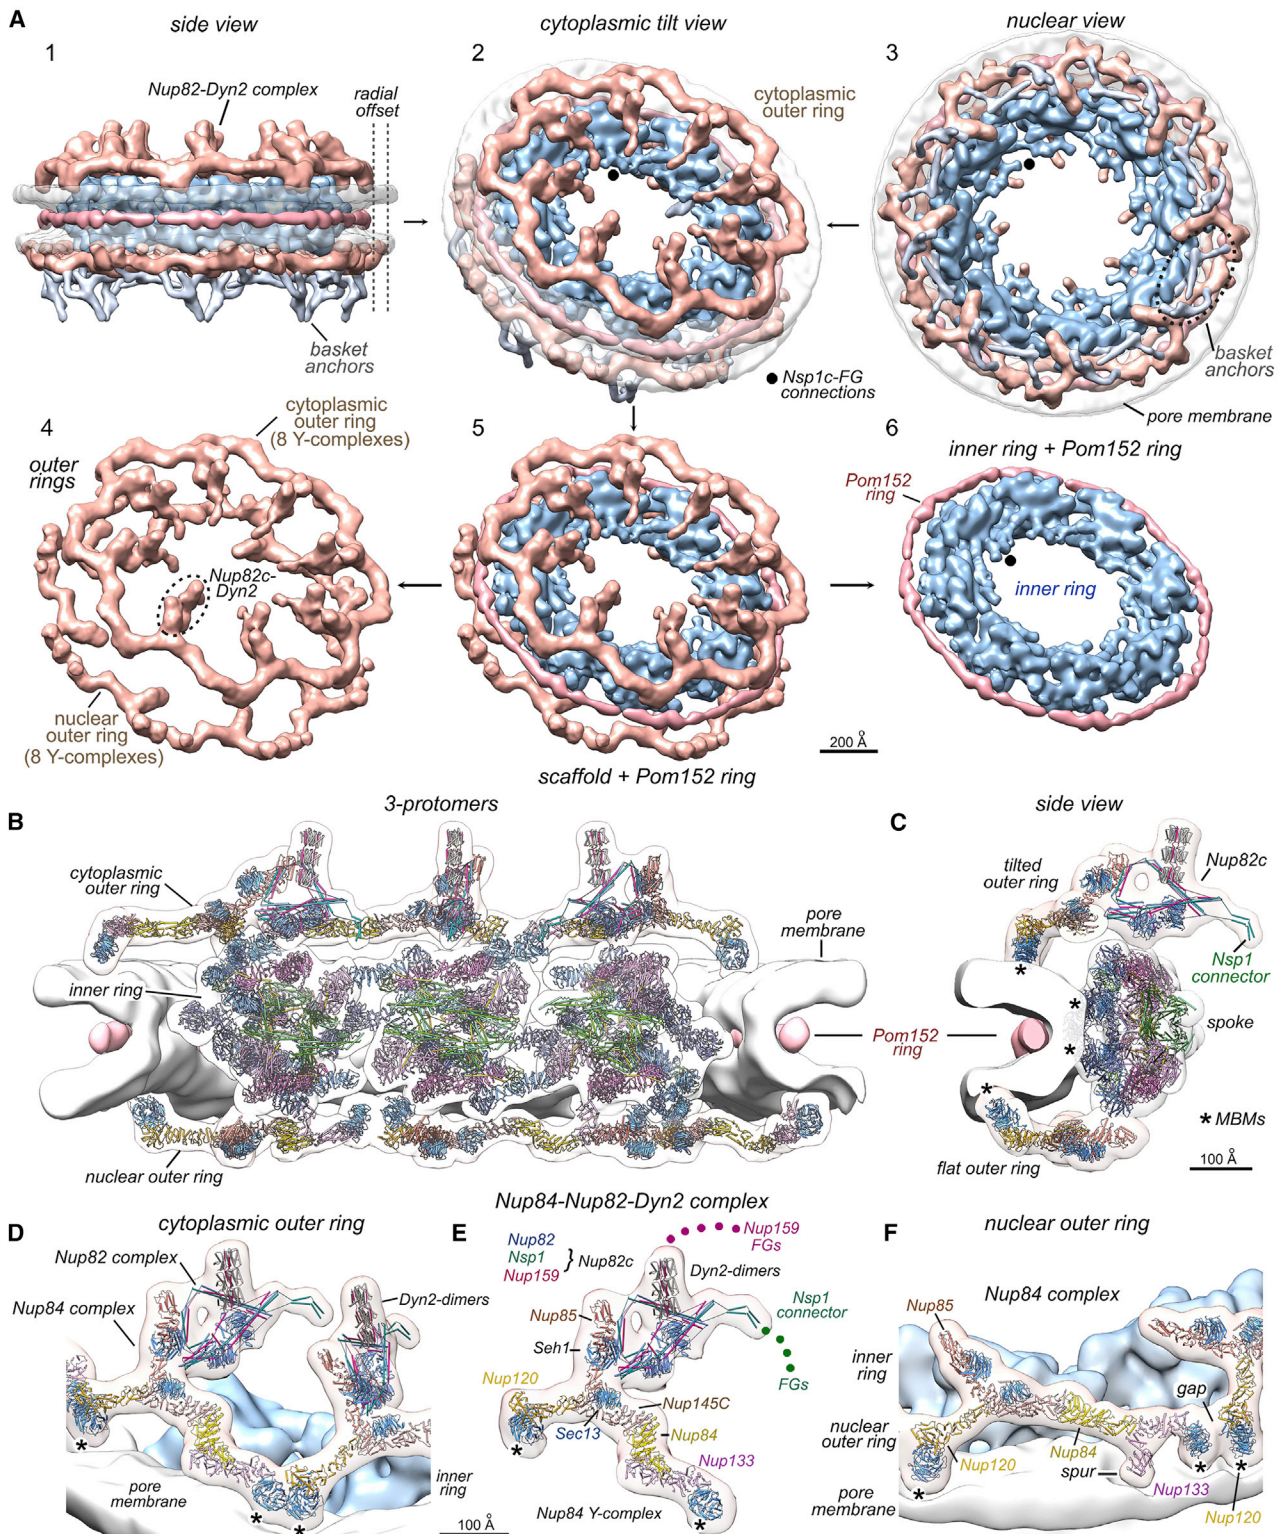 A
side view
cytoplasmic tilt view
nuclear view
1
2
3
Nup82-Dyn2 complex
radial
offset
cytoplasmic
outer ring
basket
anchors
Nsp1c-FG
connections
basket
anchors
pore membrane
4
5
6
outer
rings
cytoplasmic
outer ring
(8 Y-complexes)
inner ring + Pom152 ring
Pom152
ring
Nup82c-
Dyn2
inner ring
nuclear
outer ring
(8 Y-complexes)
200 Å
scaffold + Pom152 ring
B
3-protomers
cytoplasmic
outer ring
pore
membrane
inner ring
Pom152
ring
nuclear outer ring
C
side view
tilted
outer ring
Nup82c
Nsp1
connector
spoke
* MBMs
flat outer ring
100 Å
Nup84-Nup82-Dyn2 complex
D
cytoplasmic outer ring
Nup82 complex
Nup84 complex
Dyn2-dimers
*
pore
membrane
* *
inner
ring
100 Å
E
Nup82
Nsp1
Nup159
} Nup82c
Nup159
FGs
Dyn2-dimers
Nup85
Nsp1
connector
Seh1
FGs
Nup120
Nup145C
*
Sec13
Nup84
Nup133
Nup84 Y-complex
*
F
nuclear outer ring
Nup84 complex
Nup85
inner
ring
gap
nuclear
outer ring
Nup120
Nup84
spur
* *
pore
membrane
*
Nup133
Nup120